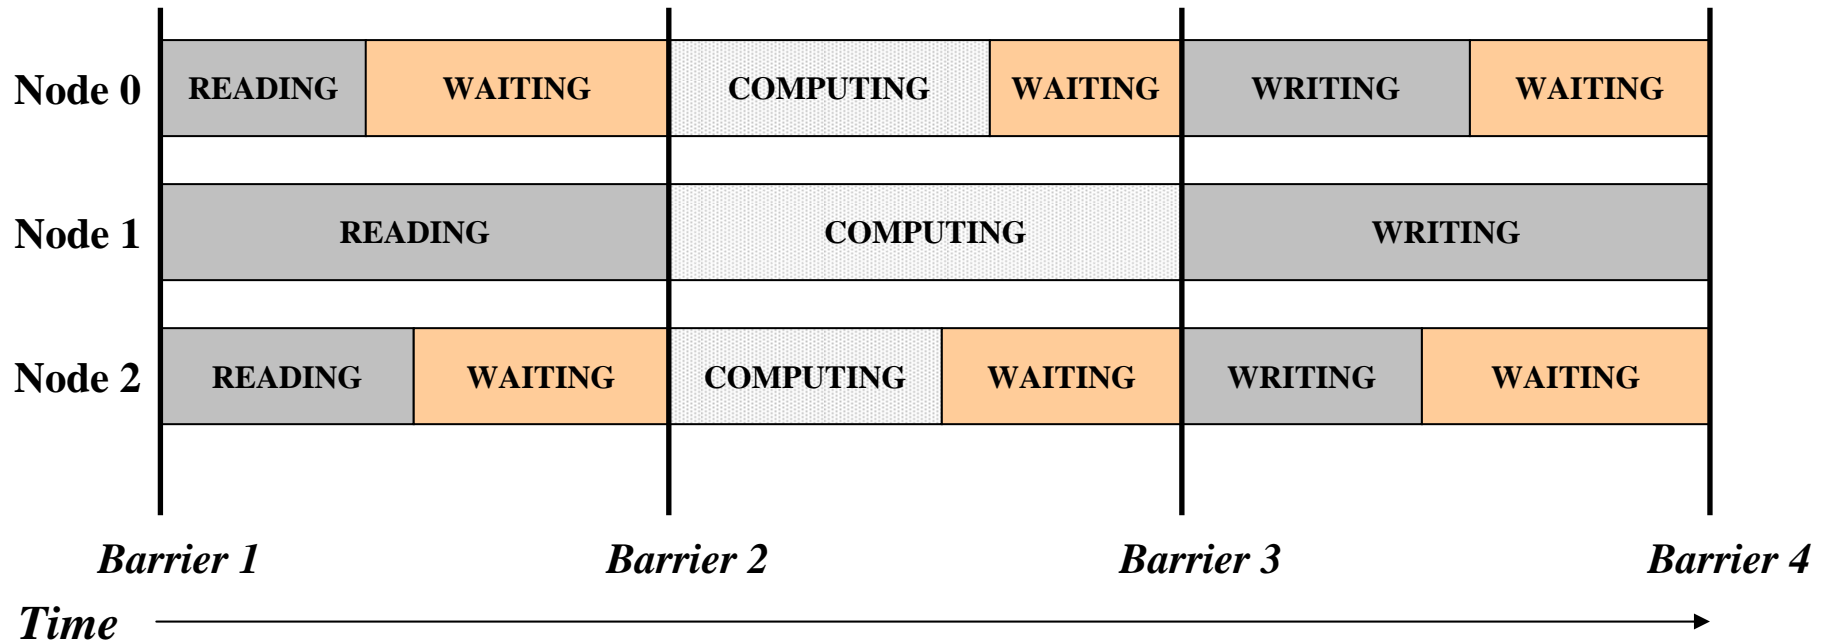 Node 0 READING WAITING COMPUTING WAITING WRITING WAITING
Node 1 READING COMPUTING WRITING
Node 2 READING WAITING COMPUTING WAITING WRITING WAITING
Barrier 1 Barrier 2 Barrier 3 Barrier 4
Time